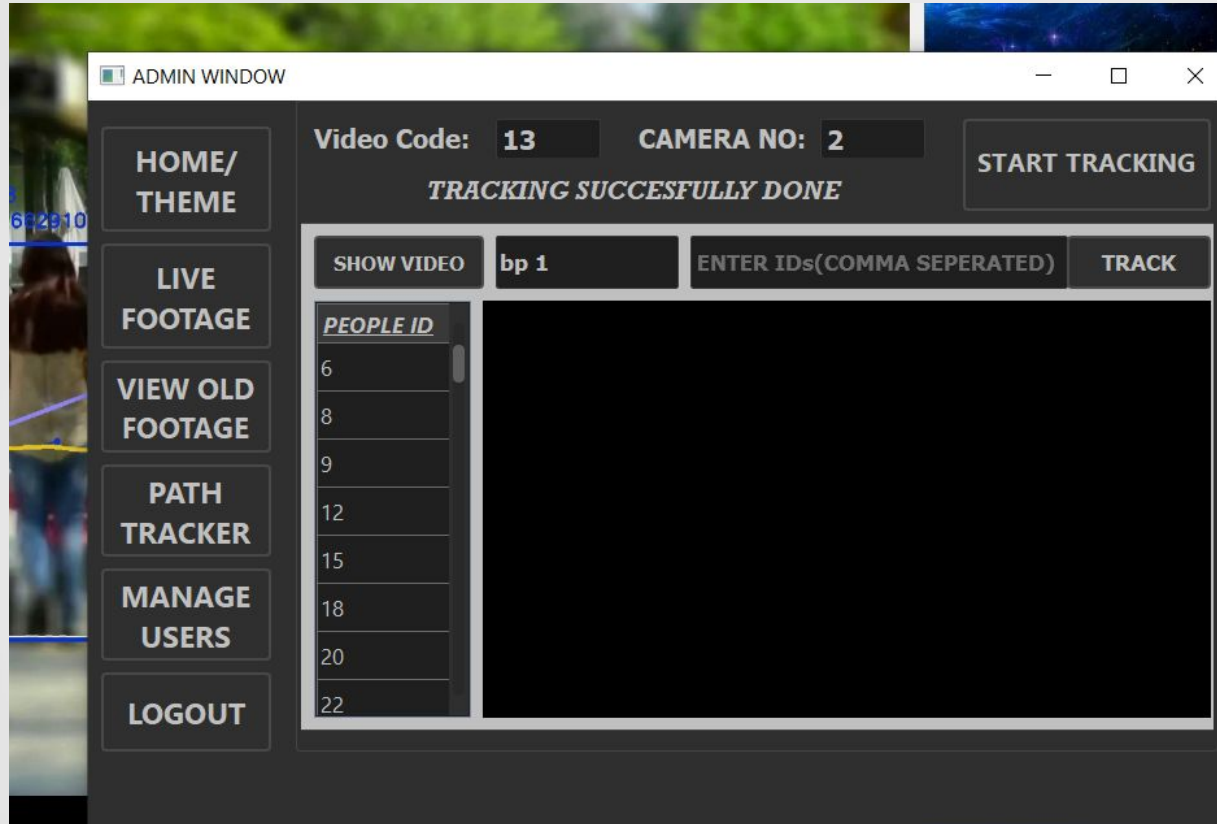 ADMIN WINDOW
HOME/
THEME
LIVE
FOOTAGE
VIEW OLD
FOOTAGE
PATH
TRACKER
MANAGE
USERS
LOGOUT
Video Code: 13 CAMERA NO: 2
TRACKING SUCCESFULLY DONE
START TRACKING
SHOW VIDEO bp 1 ENTER IDs(COMMA SEPERATED) TRACK
PEOPLE ID
6
8
9
12
15
18
20
22